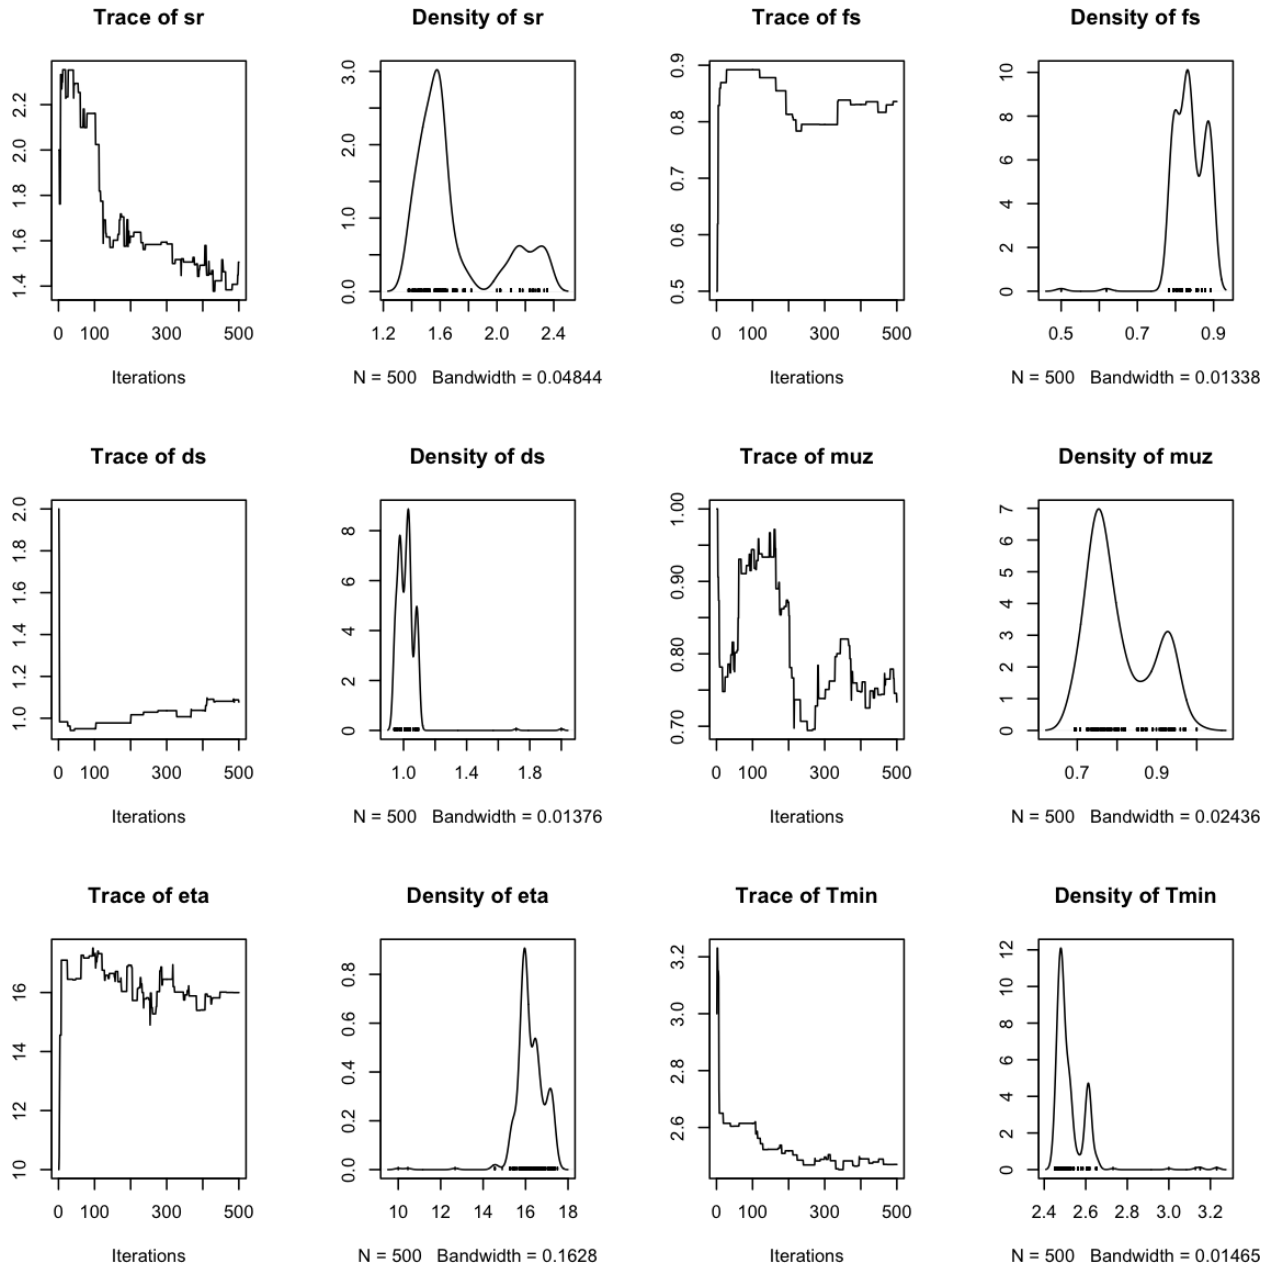 Trace of sr
2.2
2.0
1.8
1.6
1.4
0 100 300 500
Iterations
Density of sr
3.0
2.0
1.0
0.0
1.2 1.6 2.0 2.4
N = 500 Bandwidth = 0.04844
Trace of fs
0.9
0.8
0.7
0.6
0.5
0 100 300 500
Iterations
Density of fs
10
8
6
4
2
0
0.5 0.7 0.9
N = 500 Bandwidth = 0.01338
Trace of ds
2.0
1.8
1.6
1.4
1.2
1.0
0 100 300 500
Iterations
Density of ds
8
6
4
2
0
1.0 1.4 1.8
N = 500 Bandwidth = 0.01376
Trace of muz
1.00
0.90
0.80
0.70
0 100 300 500
Iterations
Density of muz
7
6
5
4
3
2
1
0
0.7 0.9
N = 500 Bandwidth = 0.02436
Trace of eta
16
14
12
10
0 100 300 500
Iterations
Density of eta
0.8
0.6
0.4
0.2
0.0
10 12 14 16 18
N = 500 Bandwidth = 0.1628
Trace of Tmin
3.2
3.0
2.8
2.6
0 100 300 500
Iterations
Density of Tmin
12
10
8
6
4
2
0
2.4 2.6 2.8 3.0 3.2
N = 500 Bandwidth = 0.01465